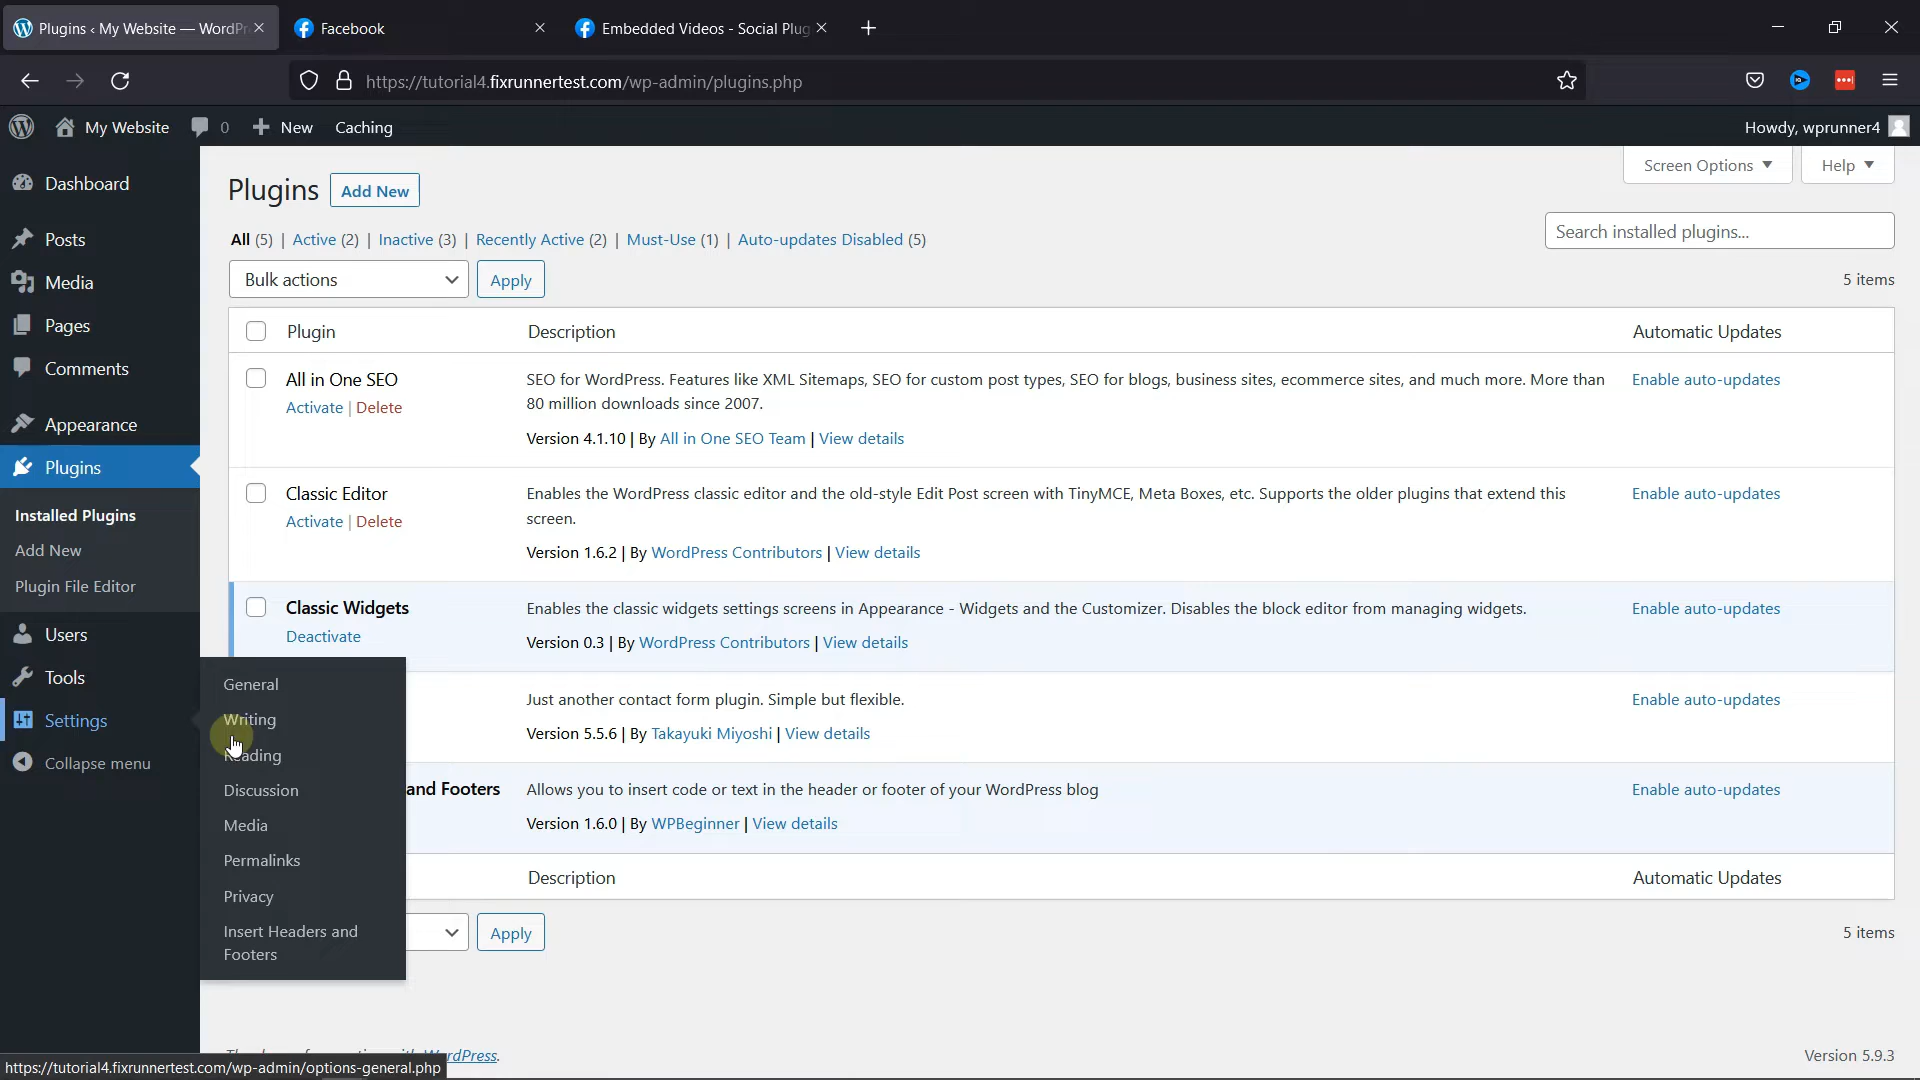 Plugins ‹ My Website — WordPr
Facebook
Embedded Videos - Social Plug
https://tutorial4.fixrunnertest.com/wp-admin/plugins.php
My Website
0
New
Caching
Howdy, wprunner4
Dashboard
Posts
Media
Pages
Comments
Appearance
Plugins
Installed Plugins
Add New
Plugin File Editor
Users
Tools
Settings
Collapse menu
General
Writing
Reading
Discussion
Media
Permalinks
Privacy
Insert Headers and
Footers
Screen Options
Help
Plugins
Add New
All (5) | Active (2) | Inactive (3) | Recently Active (2) | Must-Use (1) | Auto-updates Disabled (5)
Search installed plugins...
Bulk actions
Apply
5 items
Plugin
Description
Automatic Updates
All in One SEO
Activate | Delete
SEO for WordPress. Features like XML Sitemaps, SEO for custom post types, SEO for blogs, business sites, ecommerce sites, and much more. More than
80 million downloads since 2007.
Version 4.1.10 | By All in One SEO Team | View details
Enable auto-updates
Classic Editor
Activate | Delete
Enables the WordPress classic editor and the old-style Edit Post screen with TinyMCE, Meta Boxes, etc. Supports the older plugins that extend this
screen.
Version 1.6.2 | By WordPress Contributors | View details
Enable auto-updates
Classic Widgets
Deactivate
Enables the classic widgets settings screens in Appearance - Widgets and the Customizer. Disables the block editor from managing widgets.
Version 0.3 | By WordPress Contributors | View details
Enable auto-updates
Just another contact form plugin. Simple but flexible.
Version 5.5.6 | By Takayuki Miyoshi | View details
Enable auto-updates
and Footers
Allows you to insert code or text in the header or footer of your WordPress blog
Version 1.6.0 | By WPBeginner | View details
Enable auto-updates
Description
Automatic Updates
Apply
5 items
Version 5.9.3
https://tutorial4.fixrunnertest.com/wp-admin/options-general.php